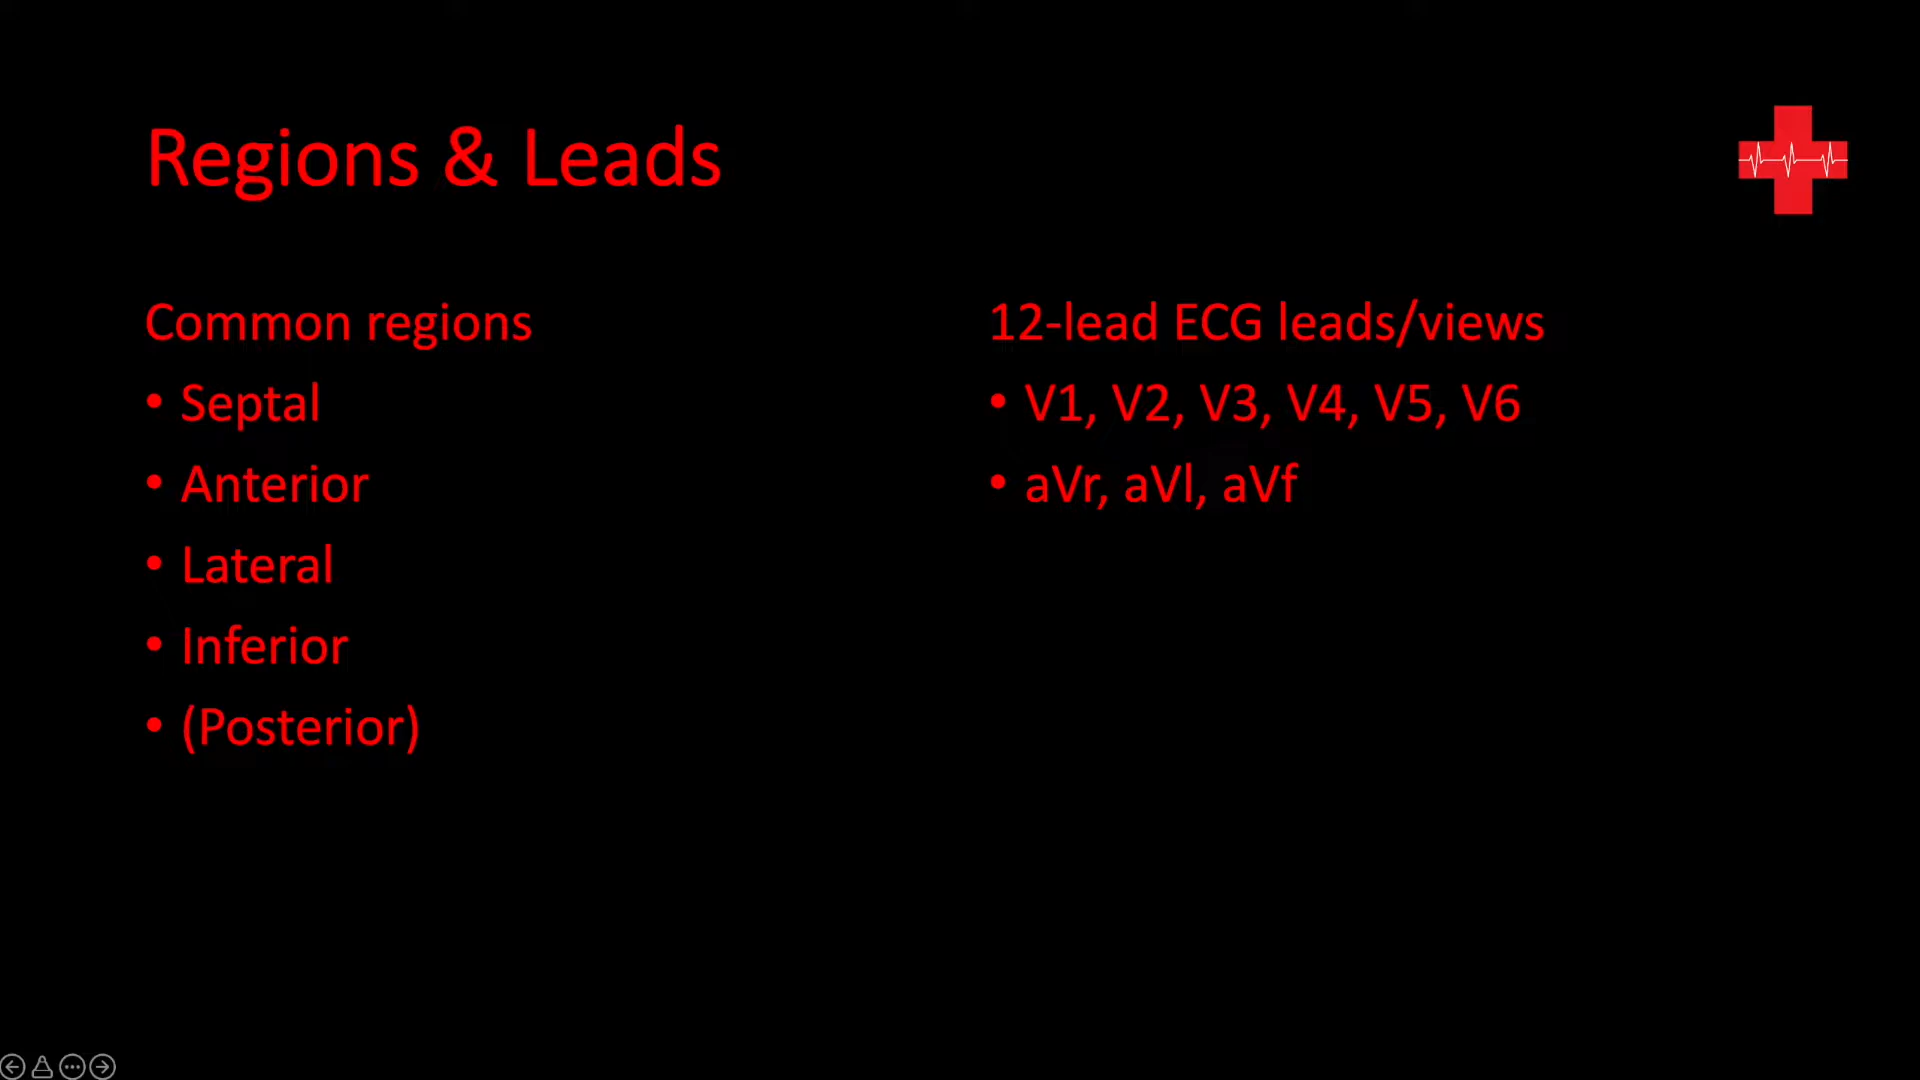 Regions & Leads
Common regions
• Septal
• Anterior
• Lateral
• Inferior
• (Posterior)
12-lead ECG leads/views
• V1, V2, V3, V4, V5, V6
• aVr, aVl, aVf